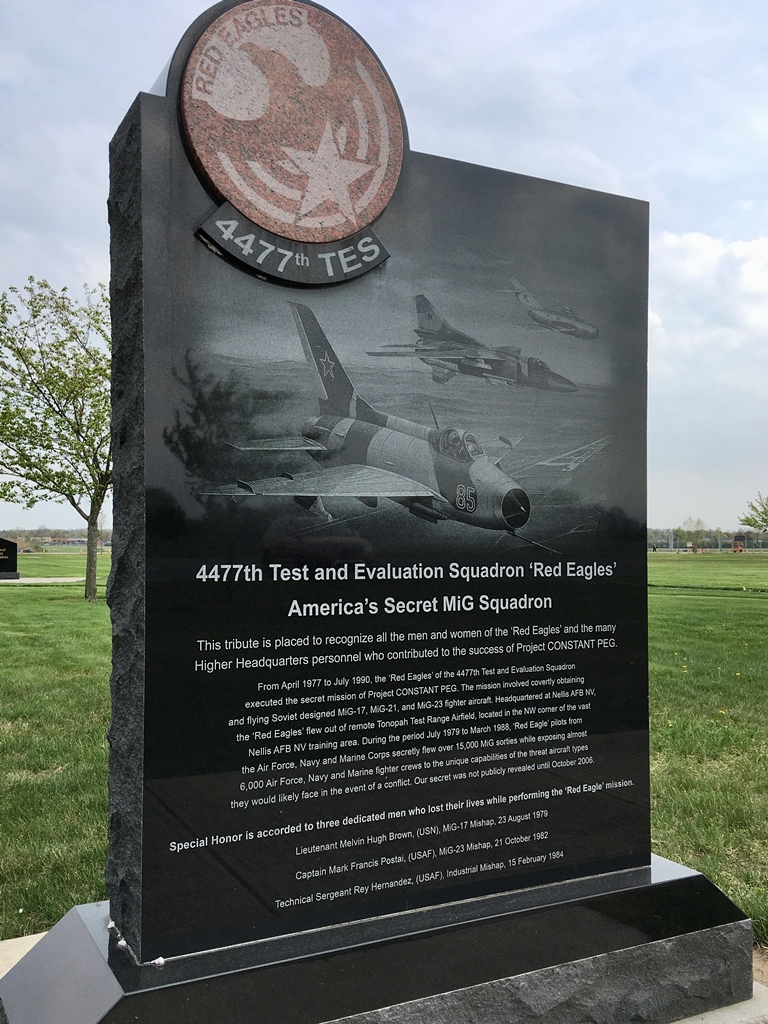 RED EAGLES
4477th TES
85
4477th Test and Evaluation Squadron ‘Red Eagles’
America’s Secret MiG Squadron
This tribute is placed to recognize all the men and women of the ‘Red Eagles’ and the many
Higher Headquarters personnel who contributed to the success of Project CONSTANT PEG.
From April 1977 to July 1990, the ‘Red Eagles’ of the 4477th Test and Evaluation Squadron
executed the secret mission of Project CONSTANT PEG. The mission involved covertly obtaining
and flying Soviet designed MiG-17, MiG-21, and MiG-23 fighter aircraft. Headquartered at Nellis AFB NV,
the ‘Red Eagles’ flew out of remote Tonopah Test Range Airfield, located in the NW corner of the vast
Nellis AFB NV training area. During the period July 1979 to March 1988, ‘Red Eagle’ pilots from
the Air Force, Navy and Marine Corps secretly flew over 15,000 MiG sorties while exposing almost
6,000 Air Force, Navy and Marine fighter crews to the unique capabilities of the threat aircraft types
they would likely face in the event of a conflict. Our secret was not publicly revealed until October 2006.
Special Honor is accorded to three dedicated men who lost their lives while performing the ‘Red Eagle’ mission.
Lieutenant Melvin Hugh Brown, (USN), MiG-17 Mishap, 23 August 1979
Captain Mark Francis Postai, (USAF), MiG-23 Mishap, 21 October 1982
Technical Sergeant Rey Hernandez, (USAF), Industrial Mishap, 15 February 1984